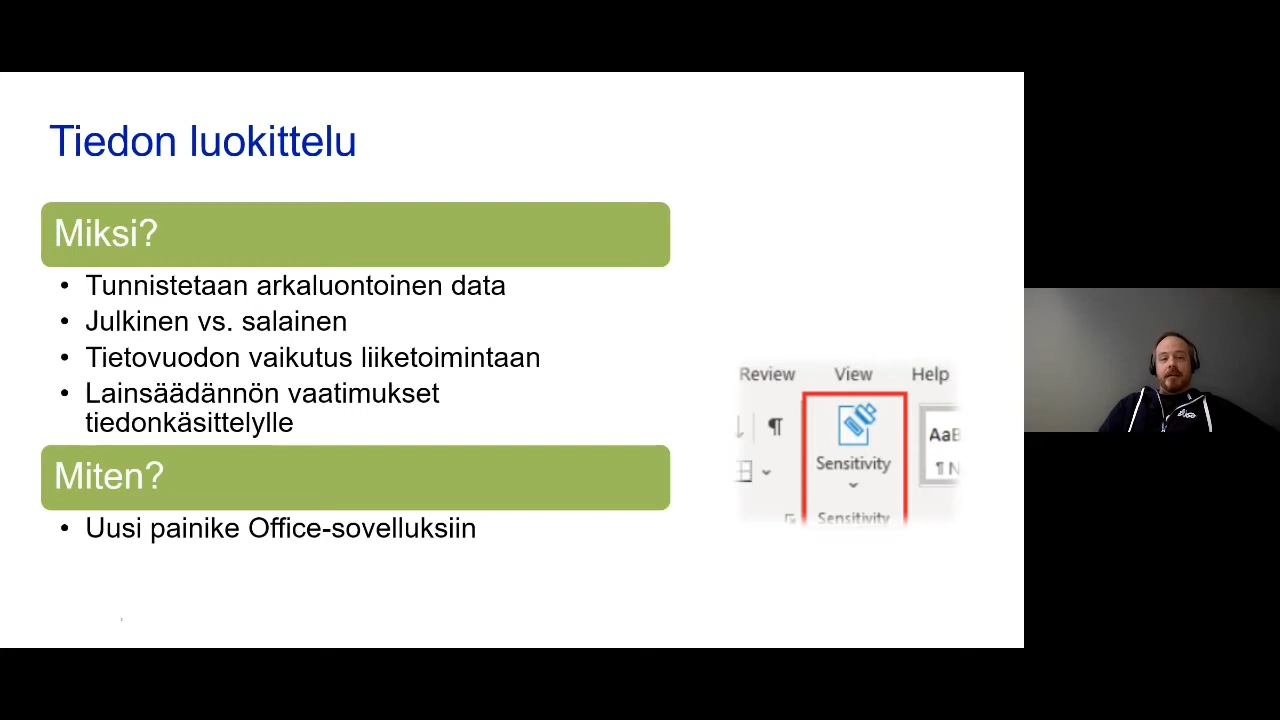 Tiedon luokittelu
Miksi?
• Tunnistetaan arkaluontoinen data
• Julkinen vs. salainen
• Tietovuodon vaikutus liiketoimintaan
• Lainsäädännön vaatimukset
tiedonkäsittelylle
Miten?
• Uusi painike Office-sovelluksiin
Review View Help
Sensitivity
Sensitivity